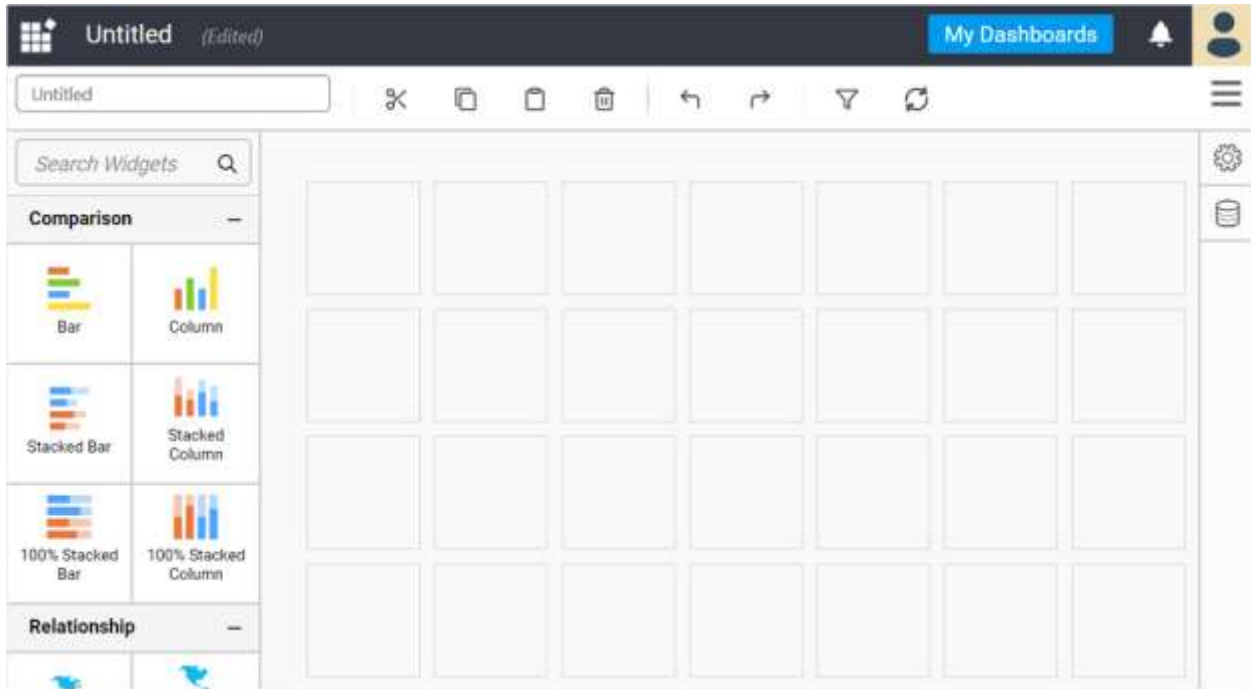 Untitled (Edited) My Dashboards
Untitled
Search Widgets
Comparison
Bar Column
Stacked Bar Stacked Column
100% Stacked Bar 100% Stacked Column
Relationship